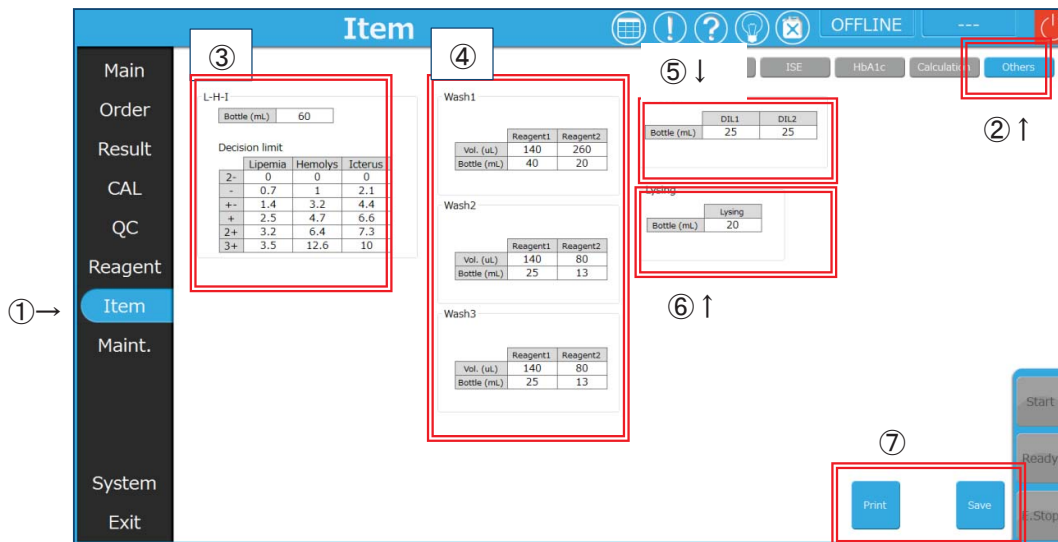 Item
OFFLINE
---
Main
Order
Result
CAL
QC
Reagent
①→
Item
Maint.
System
Exit
ISE
HbA1c
Calculation
Others
②↑
③
L-H-I
Bottle (mL) 60
Decision limit
Lipemia Hemolys Icterus
2- 0 0 0
- 0.7 1 2.1
+- 1.4 3.2 4.4
+ 2.5 4.7 6.6
2+ 3.2 6.4 7.3
3+ 3.5 12.6 10
④
Wash1
Reagent1 Reagent2
Vol. (uL) 140 260
Bottle (mL) 40 20
Wash2
Reagent1 Reagent2
Vol. (uL) 140 80
Bottle (mL) 25 13
Wash3
Reagent1 Reagent2
Vol. (uL) 140 80
Bottle (mL) 25 13
⑤↓
DIL1 DIL2
Bottle (mL) 25 25
Lysing
Lysing
Bottle (mL) 20
⑥↑
⑦
Print
Save
Start
Ready
E.Stop